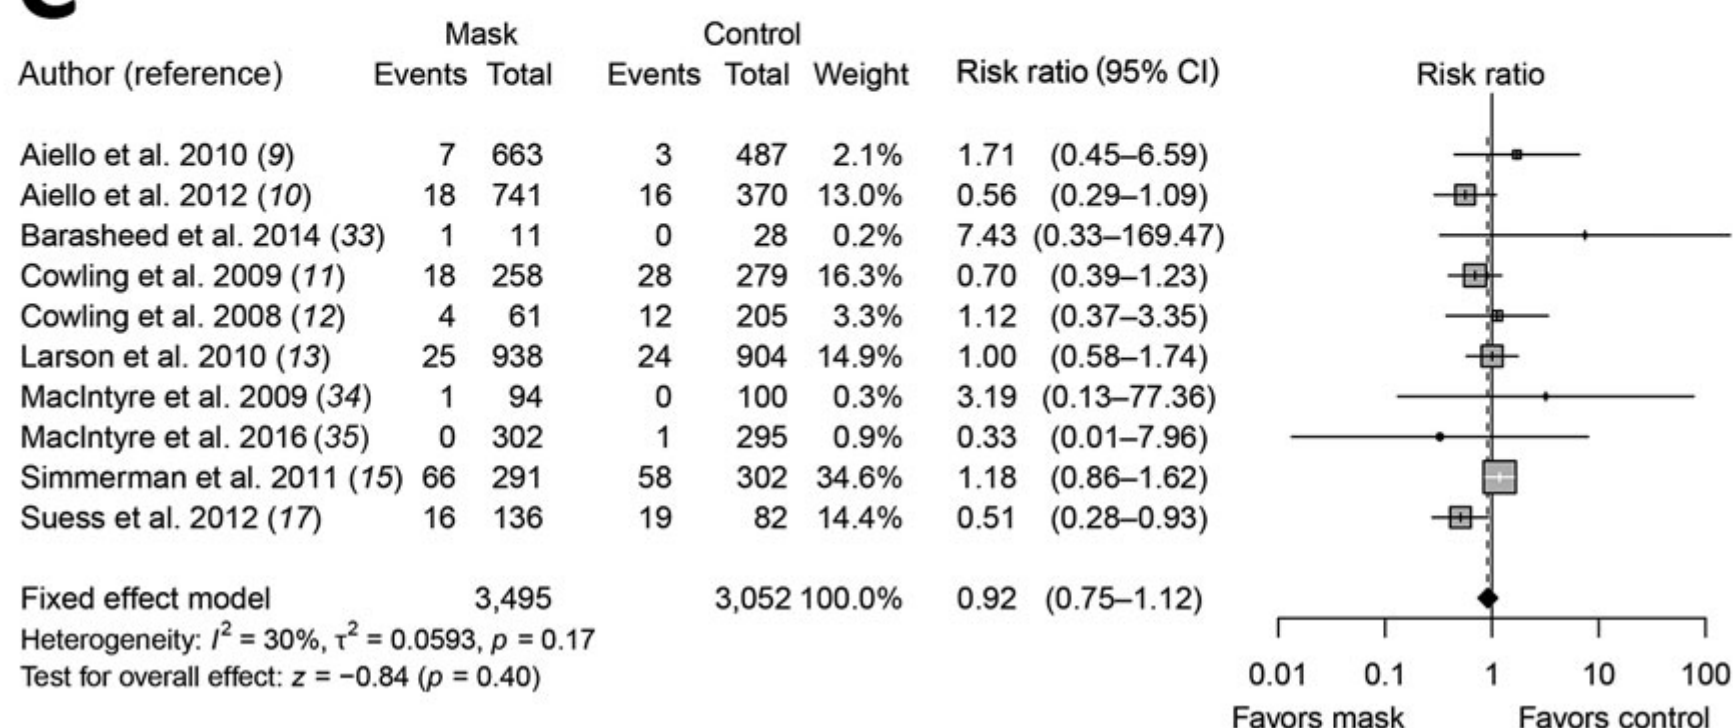 C
Mask Control
Author (reference) Events Total Events Total Weight Risk ratio (95% CI) Risk ratio
Aiello et al. 2010 (9) 7 663 3 487 2.1% 1.71 (0.45–6.59)
Aiello et al. 2012 (10) 18 741 16 370 13.0% 0.56 (0.29–1.09)
Barasheed et al. 2014 (33) 1 11 0 28 0.2% 7.43 (0.33–169.47)
Cowling et al. 2009 (11) 18 258 28 279 16.3% 0.70 (0.39–1.23)
Cowling et al. 2008 (12) 4 61 12 205 3.3% 1.12 (0.37–3.35)
Larson et al. 2010 (13) 25 938 24 904 14.9% 1.00 (0.58–1.74)
MacIntyre et al. 2009 (34) 1 94 0 100 0.3% 3.19 (0.13–77.36)
MacIntyre et al. 2016 (35) 0 302 1 295 0.9% 0.33 (0.01–7.96)
Simmerman et al. 2011 (15) 66 291 58 302 34.6% 1.18 (0.86–1.62)
Suess et al. 2012 (17) 16 136 19 82 14.4% 0.51 (0.28–0.93)
Fixed effect model 3,495 3,052 100.0% 0.92 (0.75–1.12)
Heterogeneity: I² = 30%, τ² = 0.0593, p = 0.17
Test for overall effect: z = −0.84 (p = 0.40)
0.01 0.1 1 10 100
Favors mask Favors control